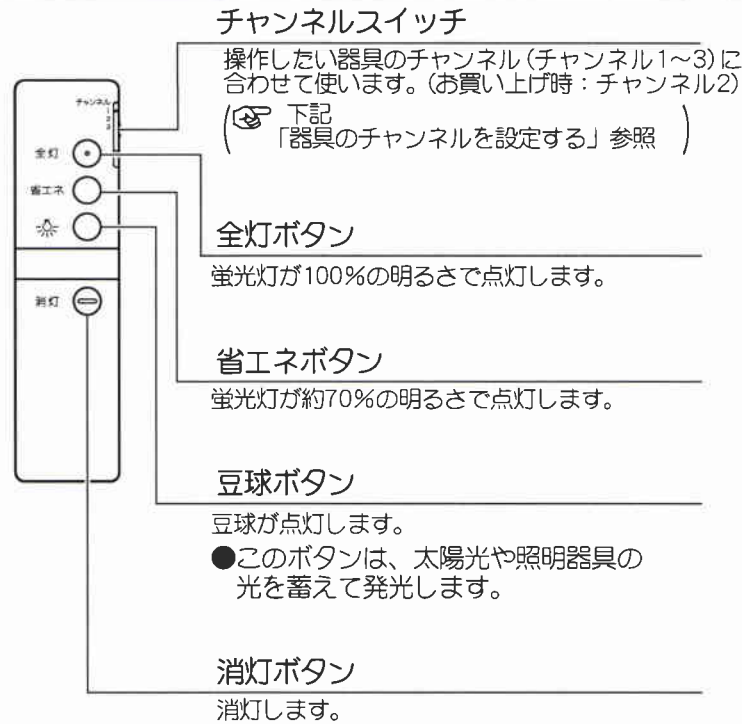 チャンネルスイッチ
操作したい器具のチャンネル(チャンネル1～3)に
合わせて使います。(お買い上げ時：チャンネル2)
(☞ 下記
「器具のチャンネルを設定する」参照 )
チャンネル
1
2
3
全灯
省エネ
消灯
全灯ボタン
蛍光灯が100%の明るさで点灯します。
省エネボタン
蛍光灯が約70%の明るさで点灯します。
豆球ボタン
豆球が点灯します。
●このボタンは、太陽光や照明器具の
光を蓄えて発光します。
消灯ボタン
消灯します。